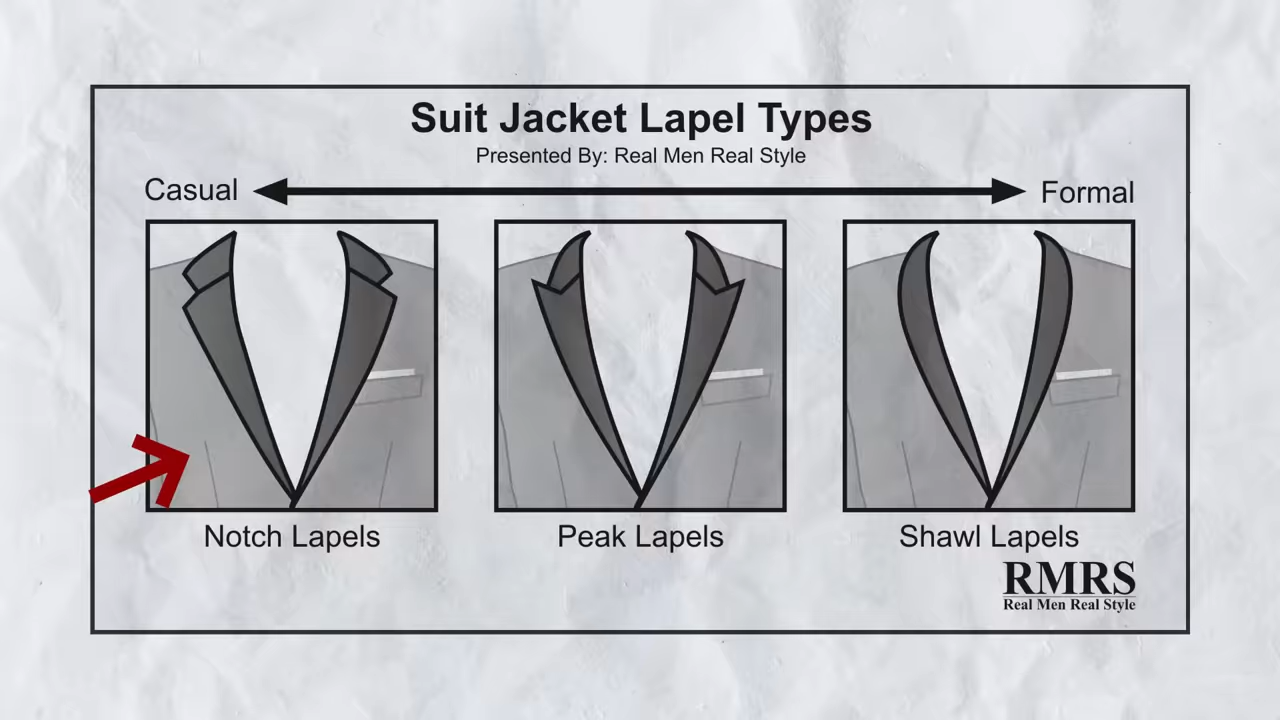 Suit Jacket Lapel Types
Presented By: Real Men Real Style
Casual
Formal
Notch Lapels
Peak Lapels
Shawl Lapels
RMRS
Real Men Real Style